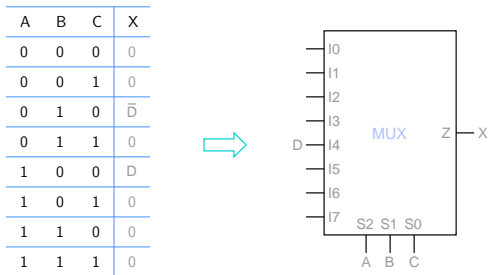 A B C X
0 0 0 0
0 0 1 0
0 1 0 D̅
0 1 1 0
1 0 0 D
1 0 1 0
1 1 0 0
1 1 1 0
I0
I1
I2
I3
D I4 MUX Z X
I5
I6
I7
S2 S1 S0
A B C